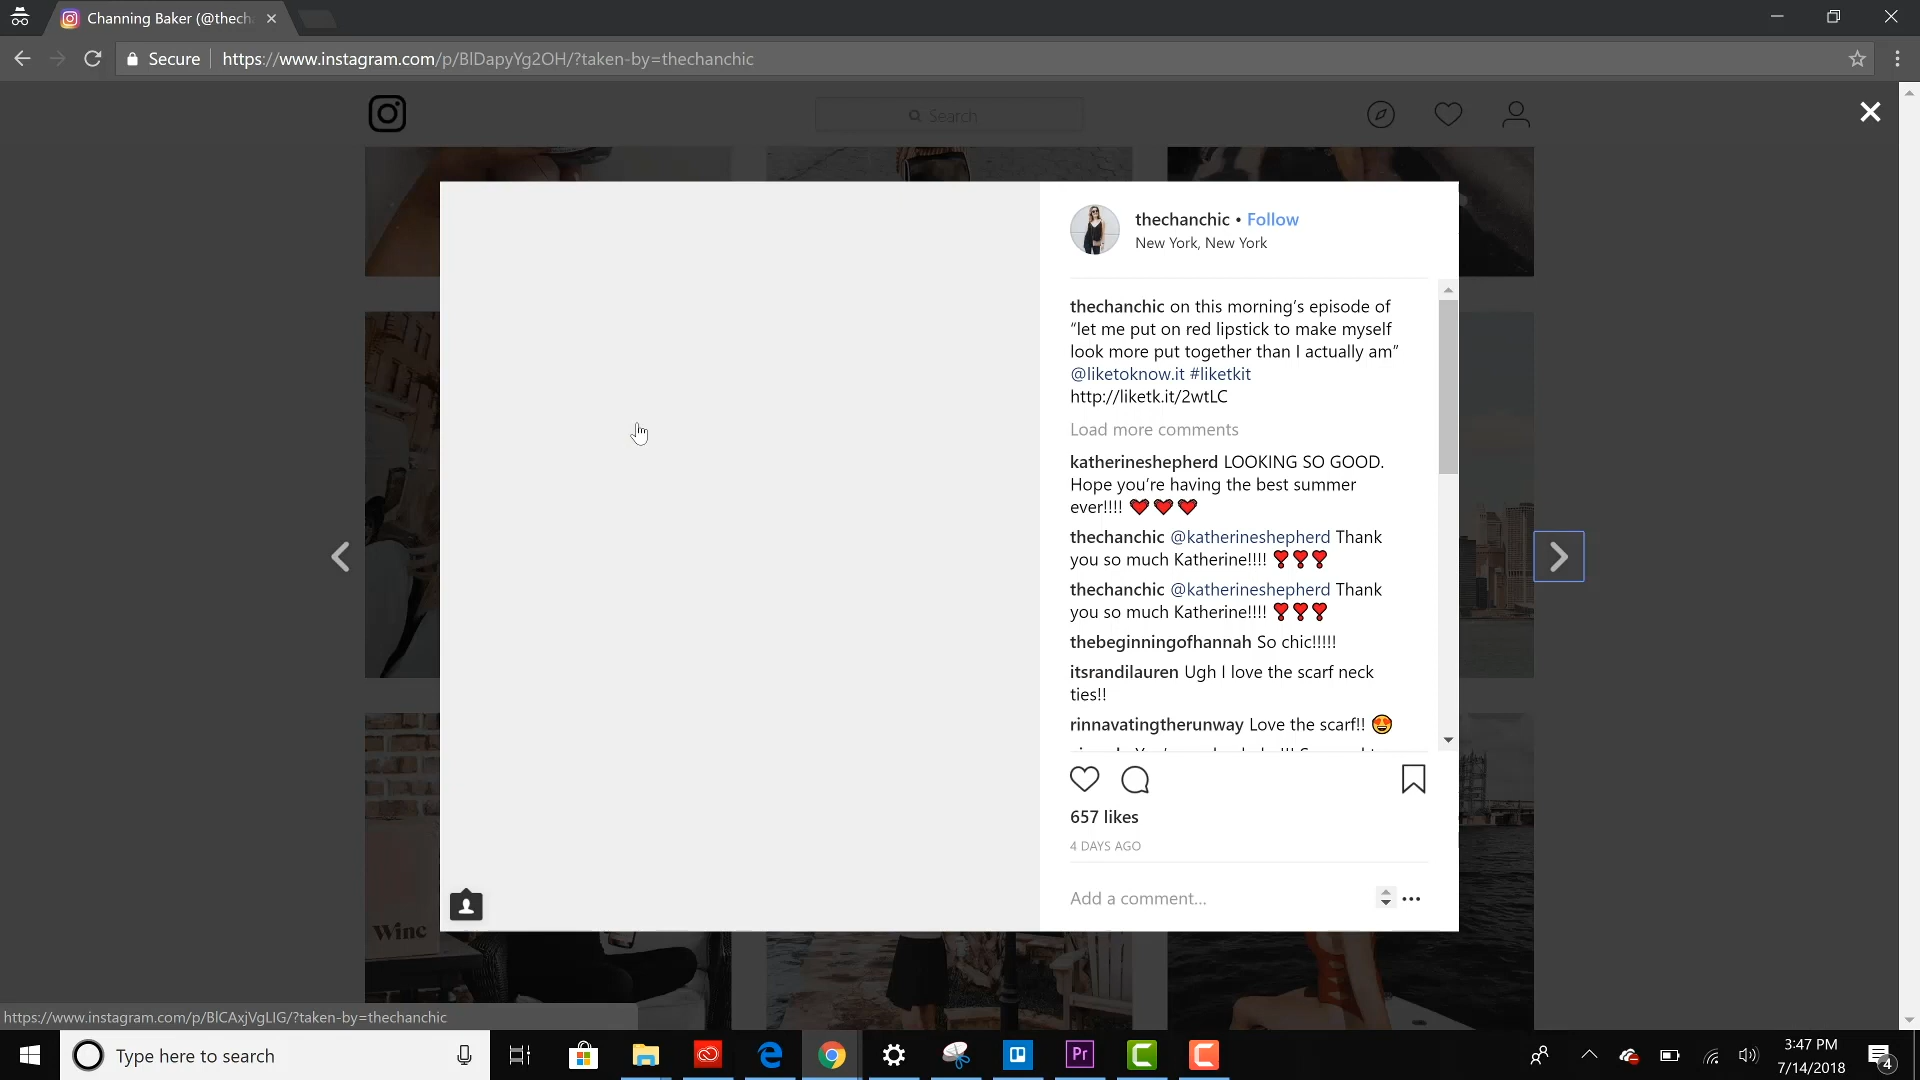 Channing Baker (@thech
Secure
https://www.instagram.com/p/BlDapyYg2OH/?taken-by=thechanchic
Search
thechanchic • Follow
New York, New York
thechanchic on this morning's episode of
“let me put on red lipstick to make myself
look more put together than I actually am”
@liketoknow.it #liketkit
http://liketk.it/2wtLC
Load more comments
katherineshepherd LOOKING SO GOOD.
Hope you're having the best summer
ever!!!! ❤️ ❤️ ❤️
thechanchic @katherineshepherd Thank
you so much Katherine!!!! ❣️❣️❣️
thechanchic @katherineshepherd Thank
you so much Katherine!!!! ❣️❣️❣️
thebeginningofhannah So chic!!!!!
itsrandilauren Ugh I love the scarf neck
ties!!
rinnavatingtherunway Love the scarf!! 😍
657 likes
4 DAYS AGO
Add a comment...
Winc
https://www.instagram.com/p/BlCAxjVgLIG/?taken-by=thechanchic
Type here to search
Pr
3:47 PM
7/14/2018
4